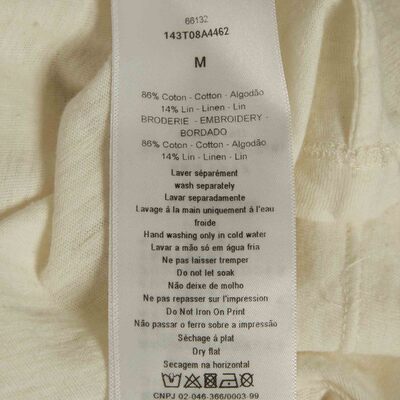 66132
143T08A4462
M
86% Coton - Cotton - Algodão
14% Lin - Linen - Lin
BRODERIE - EMBROIDERY -
BORDADO
86% Coton - Cotton - Algodão
14% Lin - Linen - Lin
Laver séparément
wash separately
Lavar separadamente
Lavage á la main uniquement á l'eau
froide
Hand washing only in cold water
Lavar a mão só em água fria
Ne pas laisser tremper
Do not let soak
Não deixe de molho
Ne pas repasser sur l'impression
Do Not Iron On Print
Não passar o ferro sobre a impressão
Séchage á plat
Dry flat
Secagem na horizontal
CNPJ 02-046-366/0003-99